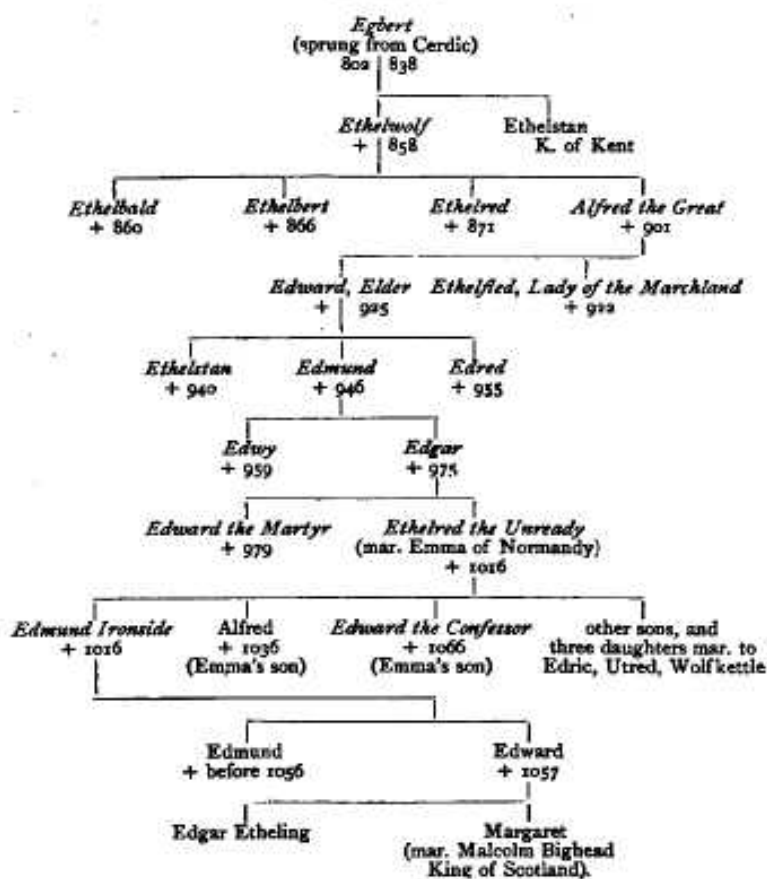 Egbert
(sprung from Cerdic)
802 838
Ethelwolf
+ 858
Ethelstan
K. of Kent
Ethelbald
+ 860
Ethelbert
+ 866
Ethelred
+ 871
Alfred the Great
+ 901
Edward, Elder
+ 925
Ethelfled, Lady of the Marchland
+ 922
Ethelstan
+ 940
Edmund
+ 946
Edred
+ 955
Edwy
+ 959
Edgar
+ 975
Edward the Martyr
+ 979
Ethelred the Unready
(mar. Emma of Normandy)
+ 1016
Edmund Ironside
+ 1016
Alfred
+ 1036
(Emma's son)
Edward the Confessor
+ 1066
(Emma's son)
other sons, and
three daughters mar. to
Edric, Utred, Wolfkettle
Edmund
+ before 1056
Edward
+ 1057
Edgar Etheling
Margaret
(mar. Malcolm Bighead
King of Scotland).